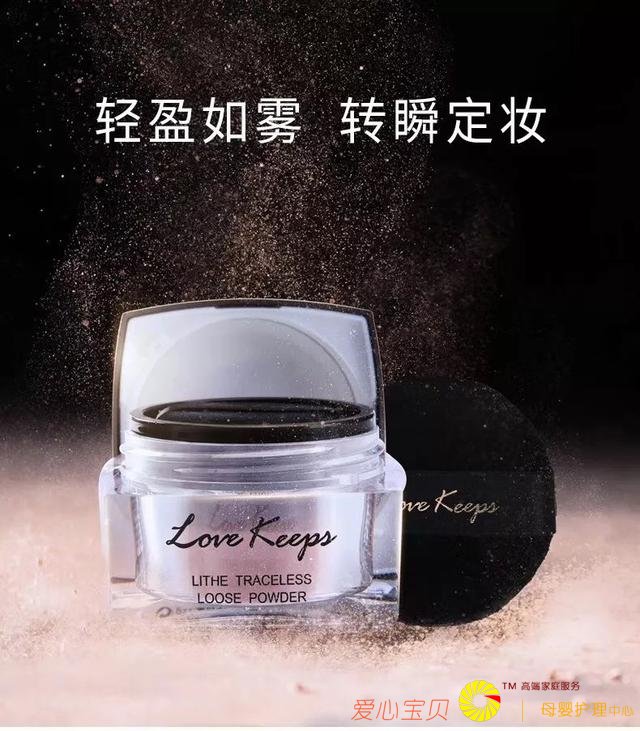 轻盈如雾 转瞬定妆
Love Keeps
LITHE TRACELESS
LOOSE POWDER
ove Keeps
TM 高端家庭服务
爱心宝贝 母婴护理中心